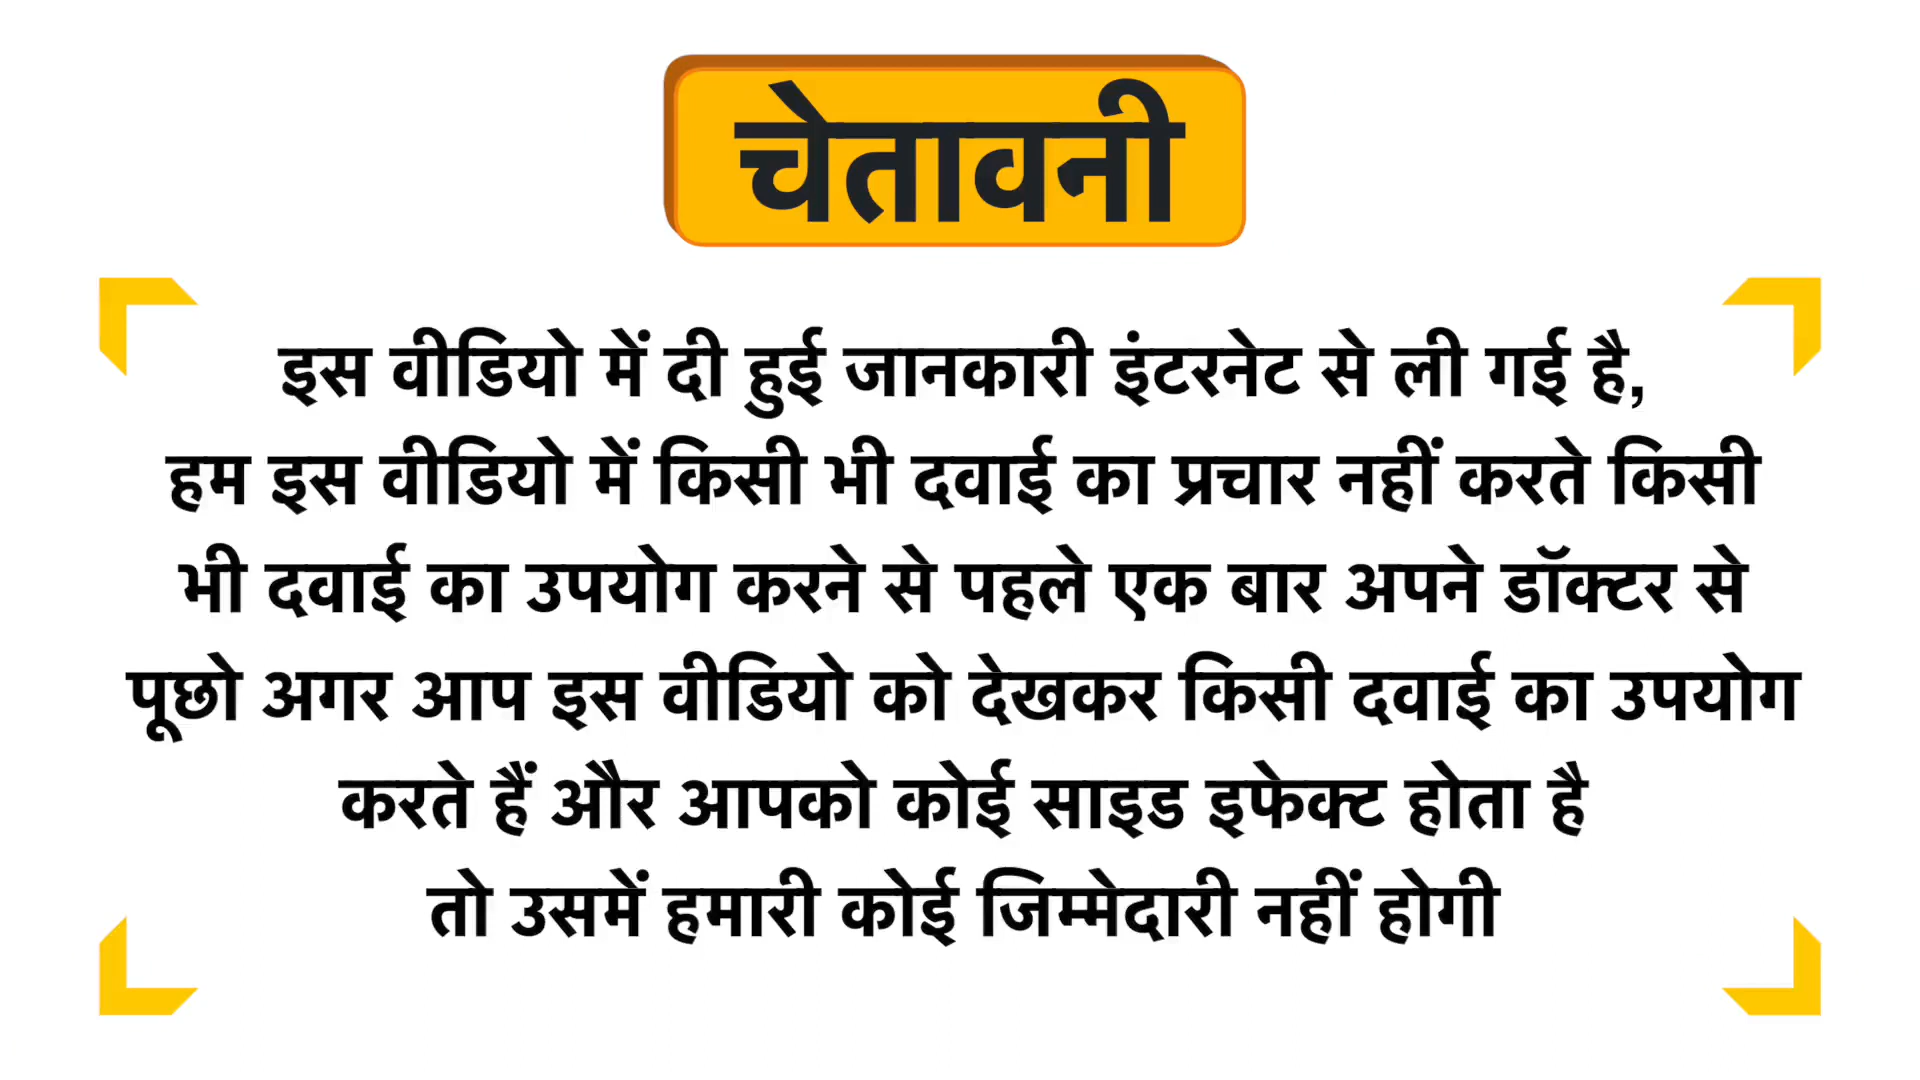 चेतावनी
इस वीडियो में दी हुई जानकारी इंटरनेट से ली गई है,
हम इस वीडियो में किसी भी दवाई का प्रचार नहीं करते किसी
भी दवाई का उपयोग करने से पहले एक बार अपने डॉक्टर से
पूछो अगर आप इस वीडियो को देखकर किसी दवाई का उपयोग
करते हैं और आपको कोई साइड इफेक्ट होता है
तो उसमें हमारी कोई जिम्मेदारी नहीं होगी